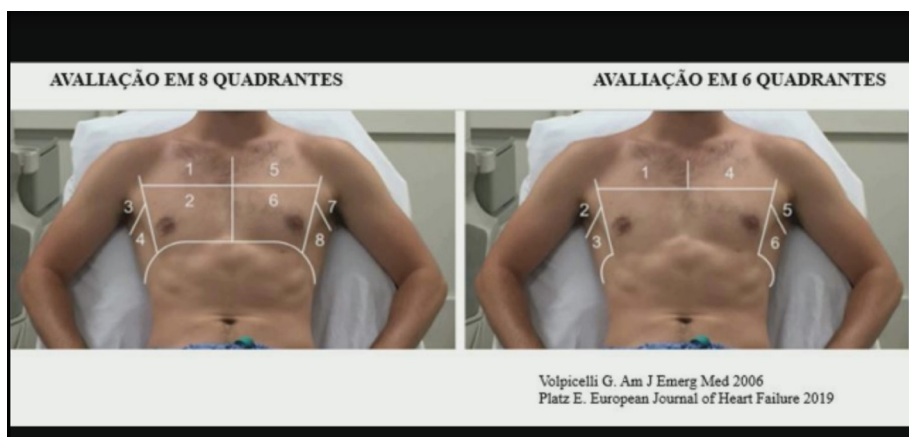 AVALIAÇÃO EM 8 QUADRANTES
AVALIAÇÃO EM 6 QUADRANTES
1 5
2 6
3 7
4 8
1 4
2 5
3 6
Volpicelli G. Am J Emerg Med 2006
Platz E. European Journal of Heart Failure 2019